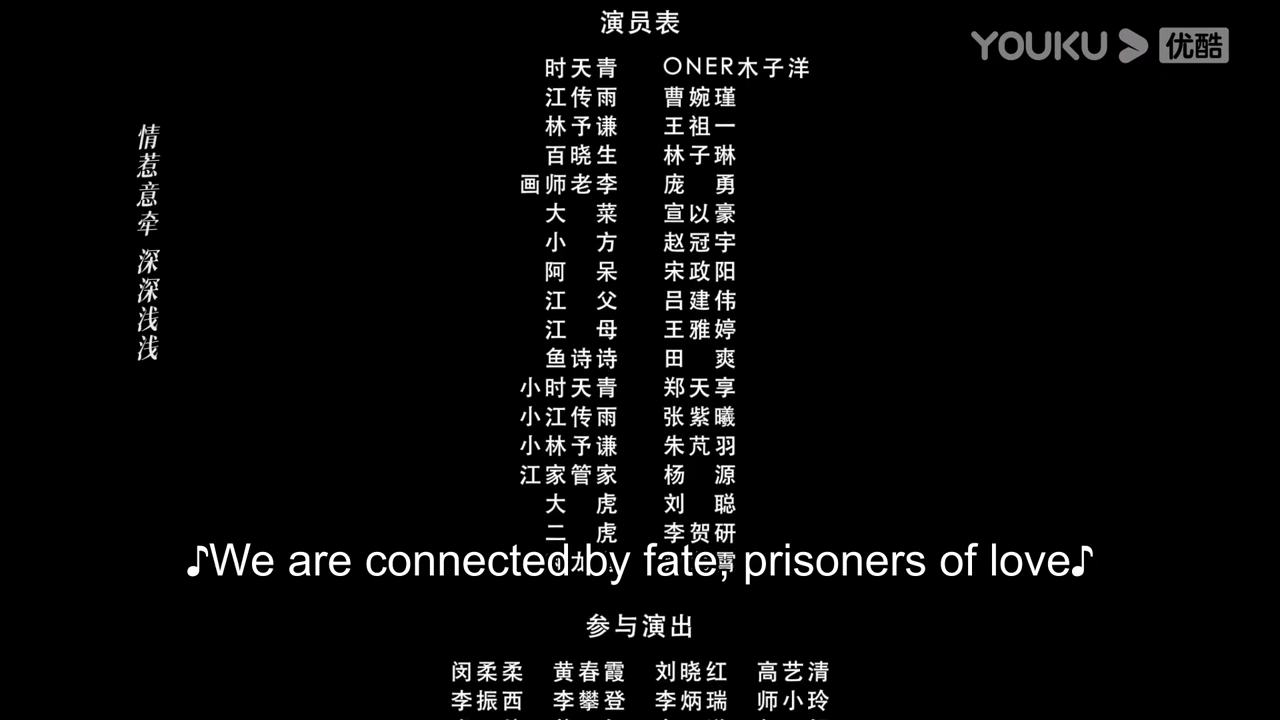 演员表
YOUKU 优酷
时天青 ONER木子洋
江传雨 曹婉瑾
林予谦 王祖一
百晓生 林子琳
画师老李 庞勇
大菜 宣以豪
小方 赵冠宇
阿呆 宋政阳
江父 吕建伟
江母 王雅婷
鱼诗诗 田爽
小时天青 郑天享
小江传雨 张紫曦
小林予谦 朱芃羽
江家管家 杨源
大虎 刘聪
二虎 李贺研
情惹意牵 深深浅浅
♪We are connected by fate, prisoners of love♪
参与演出
闵柔柔 黄春霞 刘晓红 高艺清
李振西 李攀登 李炳瑞 师小玲